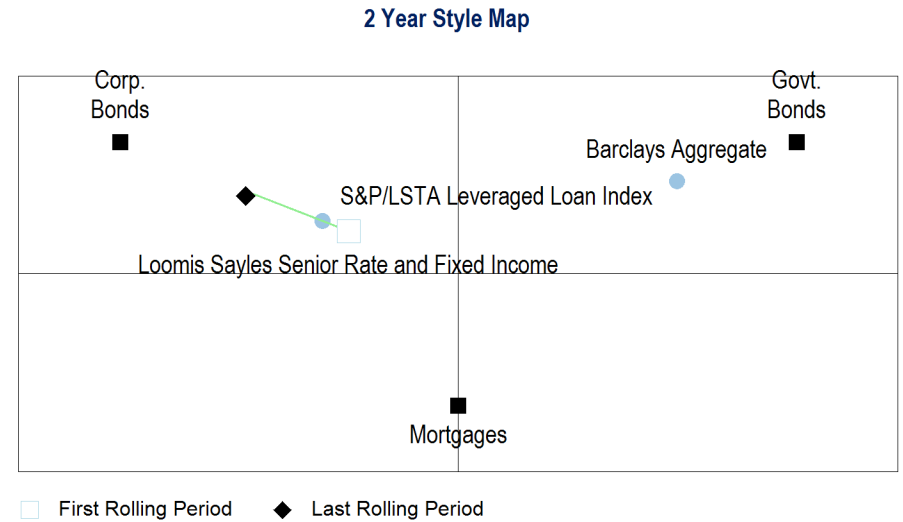 2 Year Style Map
Corp.
Bonds
Govt.
Bonds
Barclays Aggregate
S&P/LSTA Leveraged Loan Index
Loomis Sayles Senior Rate and Fixed Income
Mortgages
First Rolling Period
Last Rolling Period